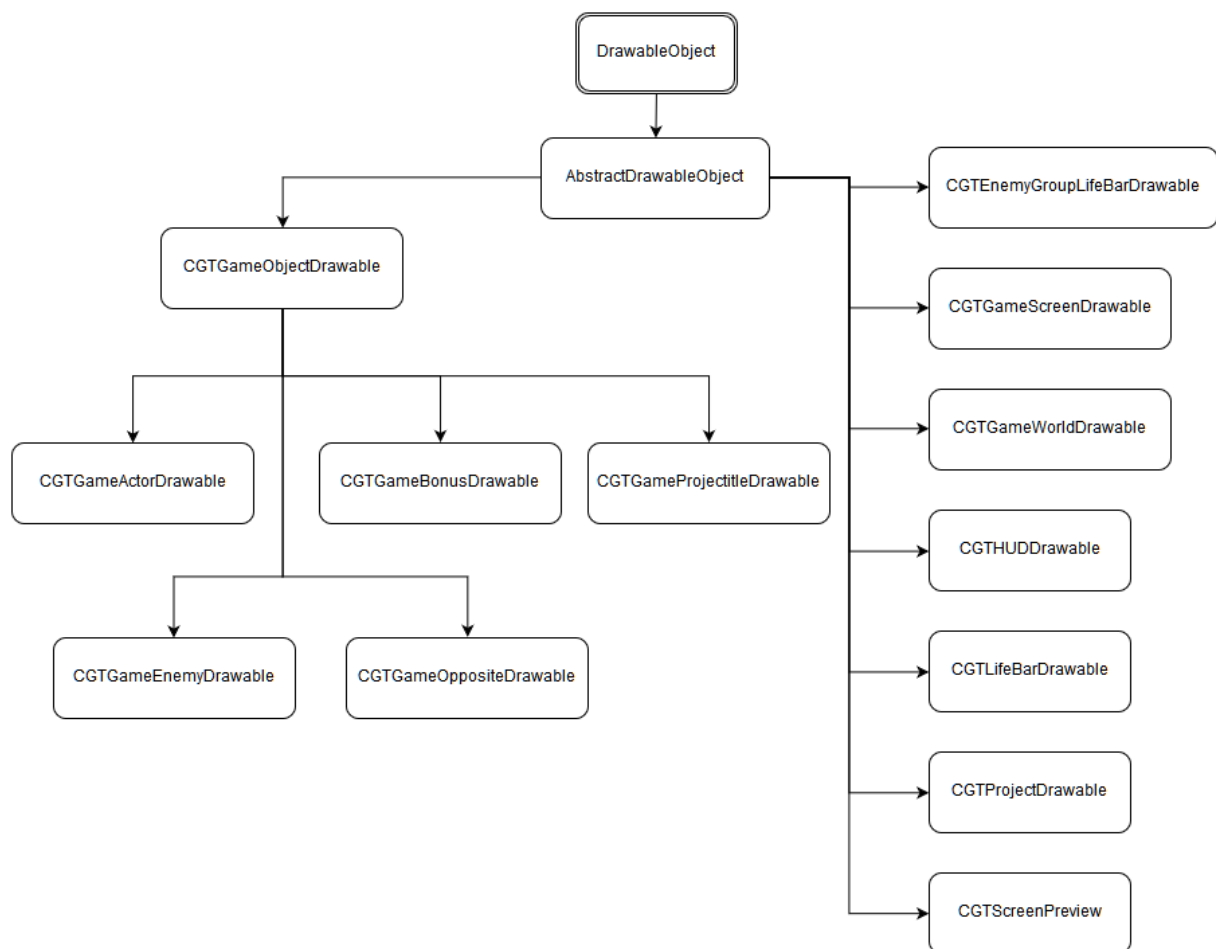 DrawableObject
AbstractDrawableObject
CGTEnemyGroupLifeBarDrawable
CGTGameObjectDrawable
CGTGameScreenDrawable
CGTGameWorldDrawable
CGTGameActorDrawable
CGTGameBonusDrawable
CGTGameProjectitleDrawable
CGTHUDDrawable
CGTGameEnemyDrawable
CGTGameOppositeDrawable
CGTLifeBarDrawable
CGTProjectDrawable
CGTScreenPreview